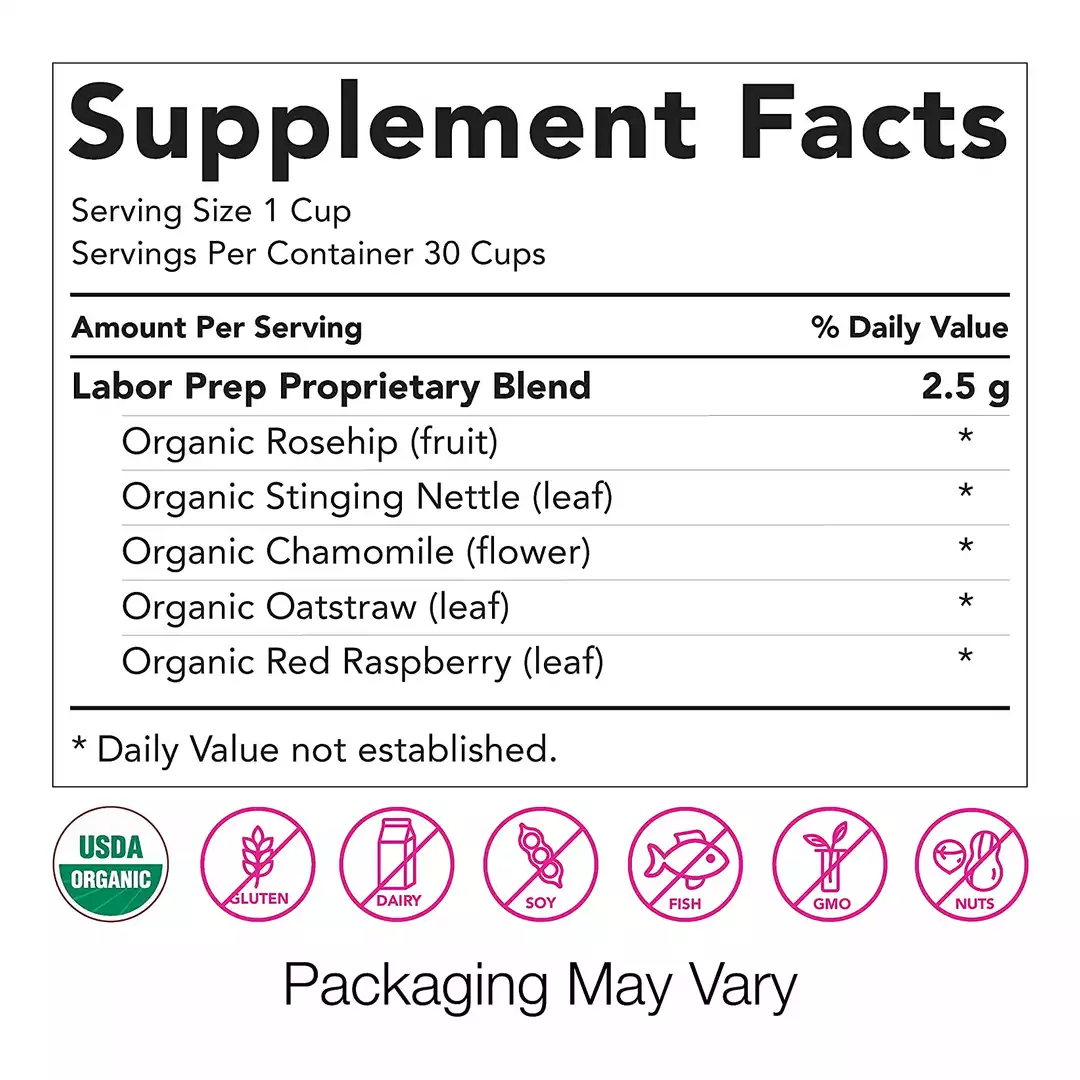 Supplement Facts
Serving Size 1 Cup
Servings Per Container 30 Cups
Amount Per Serving % Daily Value
Labor Prep Proprietary Blend 2.5 g
Organic Rosehip (fruit) *
Organic Stinging Nettle (leaf) *
Organic Chamomile (flower) *
Organic Oatstraw (leaf) *
Organic Red Raspberry (leaf) *
* Daily Value not established.
USDA
ORGANIC
GLUTEN
DAIRY
SOY
FISH
GMO
NUTS
Packaging May Vary